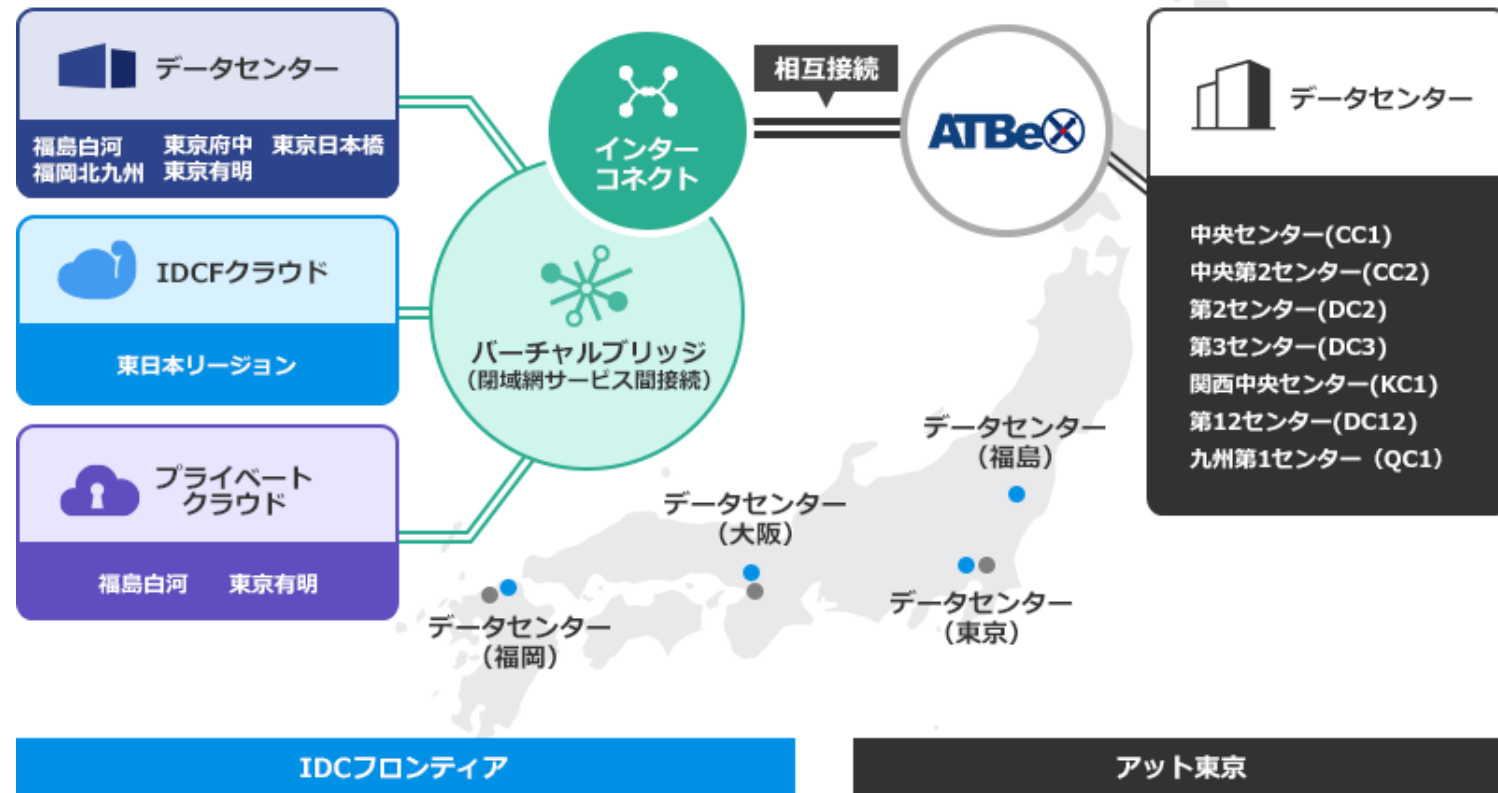 データセンター
福島白河 東京府中 東京日本橋
福岡北九州 東京有明
IDCFクラウド
東日本リージョン
プライベート
クラウド
福島白河 東京有明
インター
コネクト
バーチャルブリッジ
(閉域網サービス間接続)
相互接続
ATBeX
データセンター
中央センター(CC1)
中央第2センター(CC2)
第2センター(DC2)
第3センター(DC3)
関西中央センター(KC1)
第12センター(DC12)
九州第1センター（QC1）
データセンター
（福島）
データセンター
（大阪）
データセンター
（東京）
データセンター
（福岡）
IDCフロンティア
アット東京